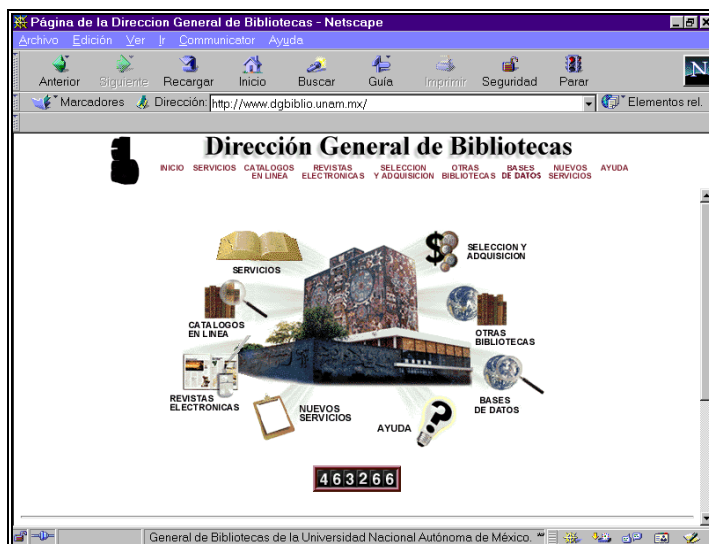 Página de la Direccion General de Bibliotecas - Netscape
Archivo Edición Ver Ir Communicator Ayuda
Anterior Siguiente Recargar Inicio Buscar Guía Imprimir Seguridad Parar
N
Marcadores Dirección: http://www.dgbiblio.unam.mx/ Elementos rel.
Dirección General de Bibliotecas
INICIO SERVICIOS CATALOGOS REVISTAS SELECCION OTRAS BASES NUEVOS AYUDA
EN LINEA ELECTRONICAS Y ADQUISICION BIBLIOTECAS DE DATOS SERVICIOS
SERVICIOS
SELECCION Y
ADQUISICION
CATALOGOS
EN LINEA
OTRAS
BIBLIOTECAS
REVISTAS
ELECTRONICAS
BASES
DE DATOS
NUEVOS
SERVICIOS
AYUDA
463266
General de Bibliotecas de la Universidad Nacional Autónoma de México.